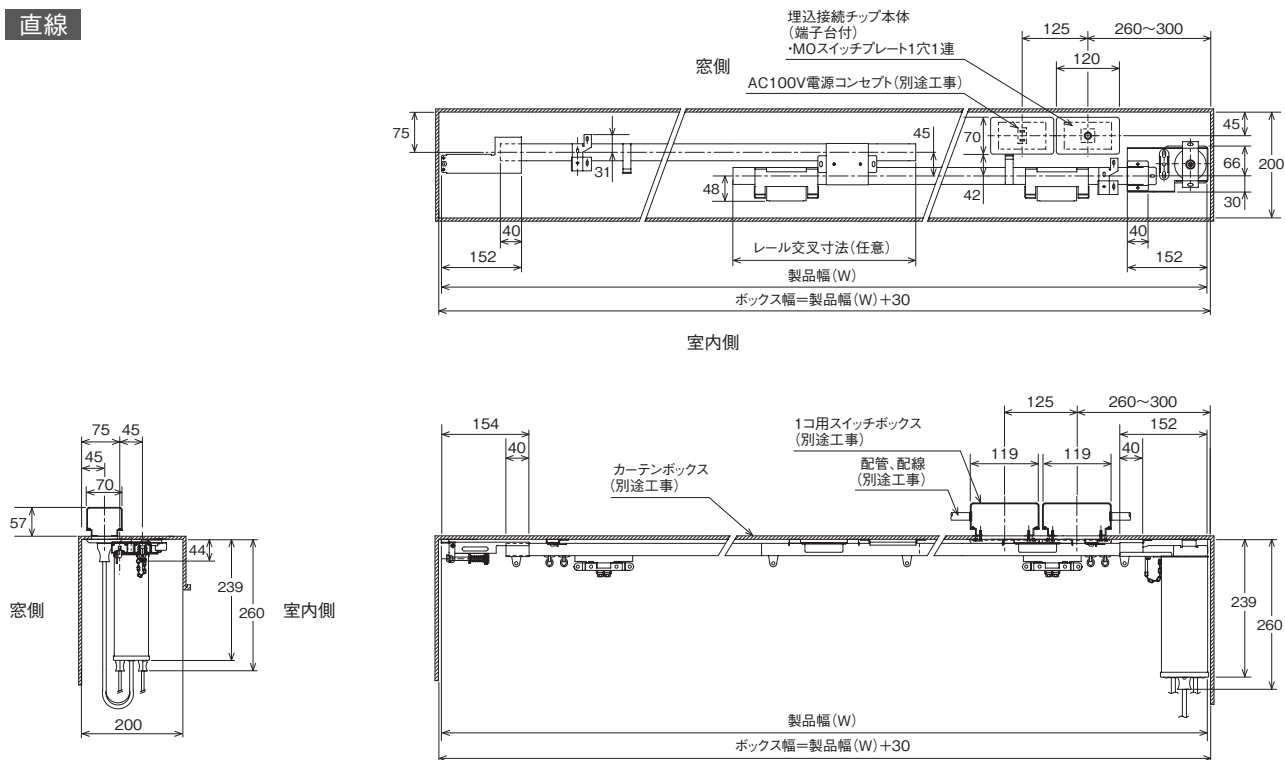 直線
埋込接続チップ本体
(端子台付)
・MOスイッチプレート1穴1連
125
260~300
窓側
120
AC100V電源コンセプト(別途工事)
75
45
70
45
66
200
31
48
42
30
40
レール交叉寸法(任意)
40
152
152
製品幅(W)
ボックス幅=製品幅(W)+30
室内側
75
45
45
70
57
44
239
260
窓側
室内側
200
125
260~300
1コ用スイッチボックス
(別途工事)
154
152
40
119
119
40
配管、配線
(別途工事)
カーテンボックス
(別途工事)
239
260
製品幅(W)
ボックス幅=製品幅(W)+30